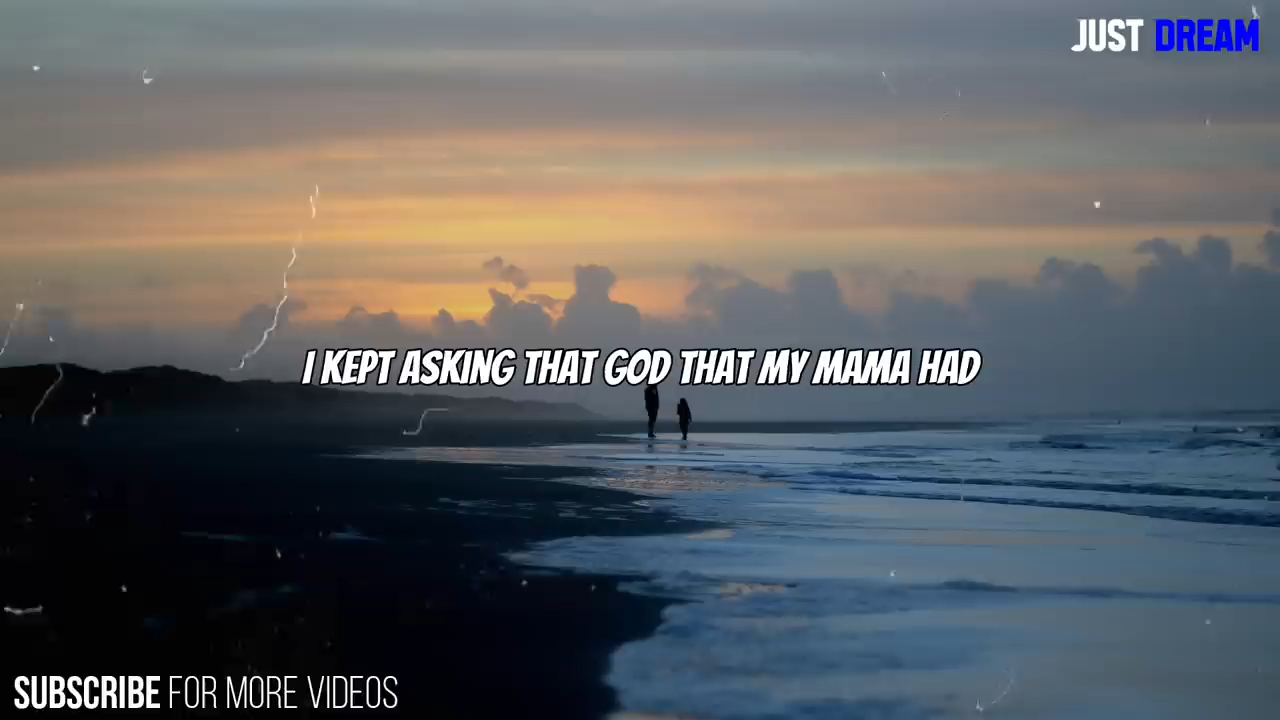 JUST DREAM
I KEPT ASKING THAT GOD THAT MY MAMA HAD
SUBSCRIBE FOR MORE VIDEOS